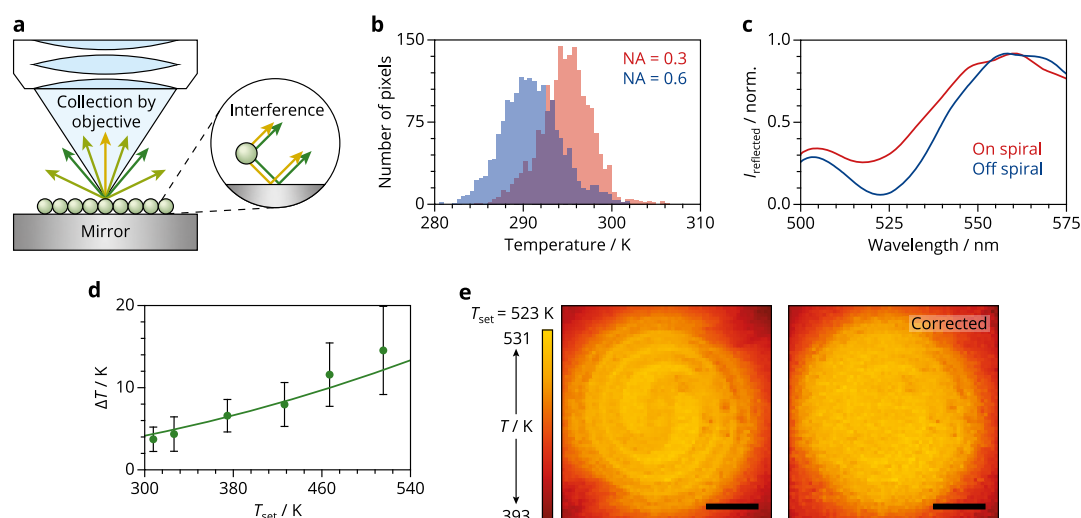 a
Collection by
objective
Interference
Mirror
b
150
75
0
Number of pixels
NA = 0.3
NA = 0.6
280 290 300 310
Temperature / K
c
1.0
0.5
0.0
I reflected / norm.
On spiral
Off spiral
500 525 550 575
Wavelength / nm
d
20
10
0
ΔT / K
300 380 460 540
T set / K
e
T set = 523 K
531
T / K
393
Corrected